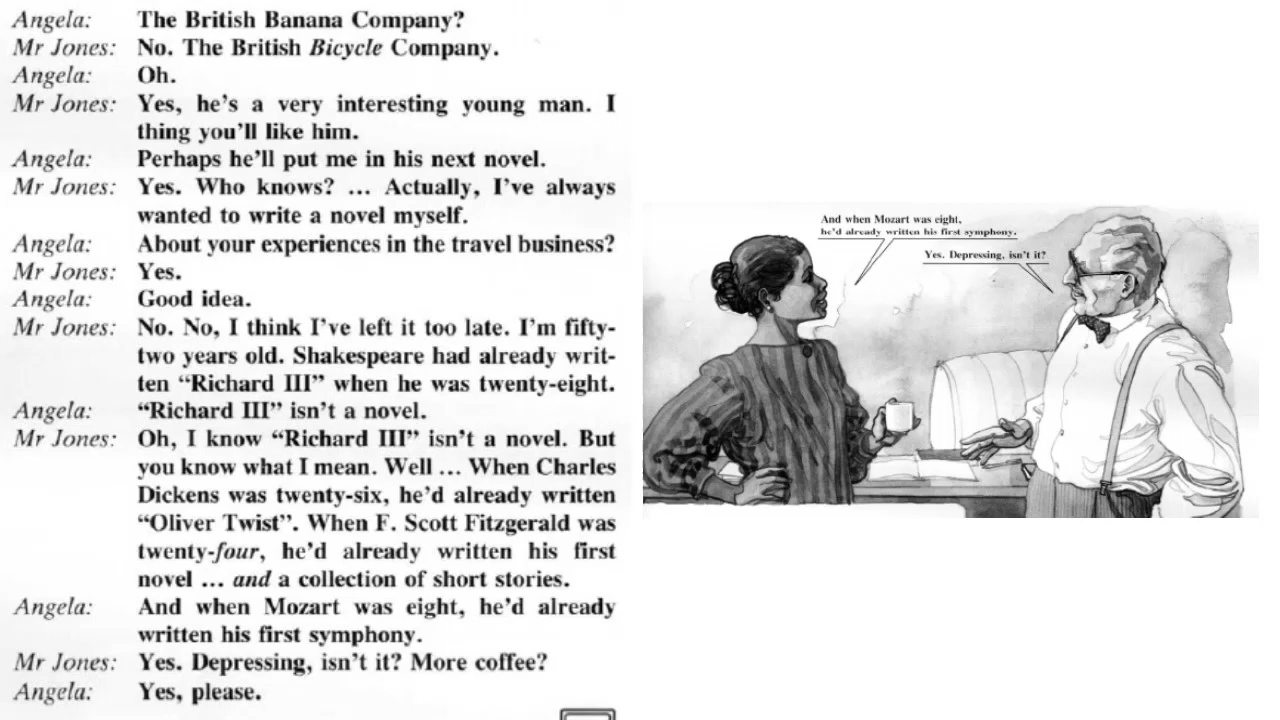 Angela: The British Banana Company?
Mr Jones: No. The British Bicycle Company.
Angela: Oh.
Mr Jones: Yes, he's a very interesting young man. I
thing you'll like him.
Angela: Perhaps he'll put me in his next novel.
Mr Jones: Yes. Who knows? ... Actually, I've always
wanted to write a novel myself.
Angela: About your experiences in the travel business?
Mr Jones: Yes.
Angela: Good idea.
Mr Jones: No. No, I think I've left it too late. I'm fifty-
two years old. Shakespeare had already writ-
ten “Richard III” when he was twenty-eight.
Angela: “Richard III” isn't a novel.
Mr Jones: Oh, I know “Richard III” isn't a novel. But
you know what I mean. Well ... When Charles
Dickens was twenty-six, he'd already written
“Oliver Twist”. When F. Scott Fitzgerald was
twenty-four, he'd already written his first
novel ... and a collection of short stories.
Angela: And when Mozart was eight, he'd already
written his first symphony.
Mr Jones: Yes. Depressing, isn't it? More coffee?
Angela: Yes, please.
And when Mozart was eight,
he'd already written his first symphony.
Yes. Depressing, isn't it?